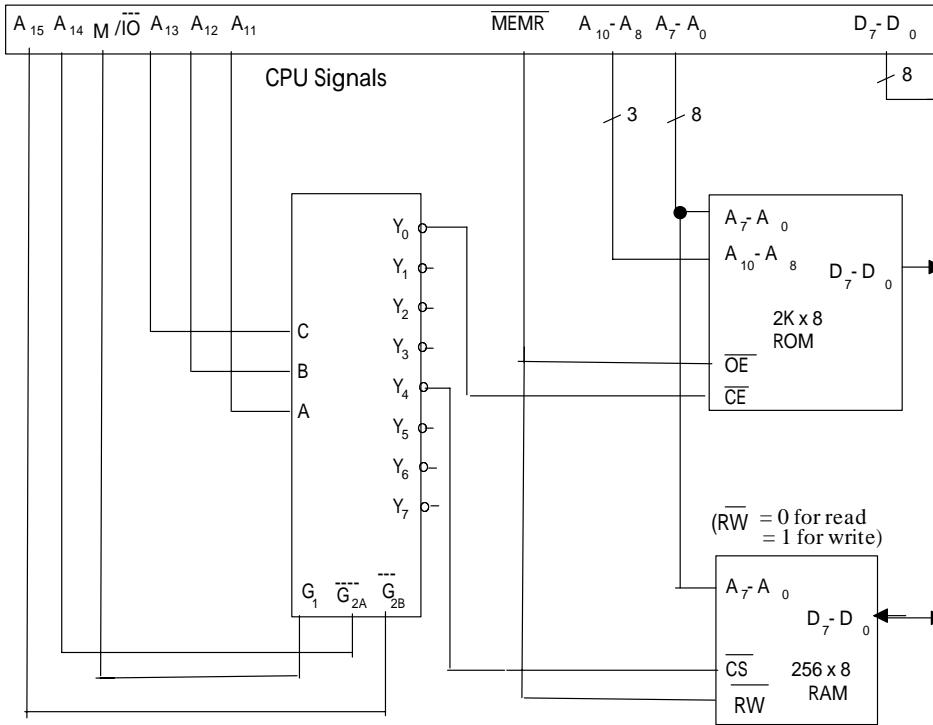 A15 A14 M/IO A13 A12 A11 MEMR A10-A8 A7-A0 D7-D0
CPU Signals
8
3 8
Y0
Y1
Y2
Y3
Y4
Y5
Y6
Y7
C
B
A
G1 G2A G2B
A7-A0
A10-A8
D7-D0
2K x 8
ROM
OE
CE
(RW = 0 for read
= 1 for write)
A7-A0
D7-D0
CS 256 x 8
RW RAM